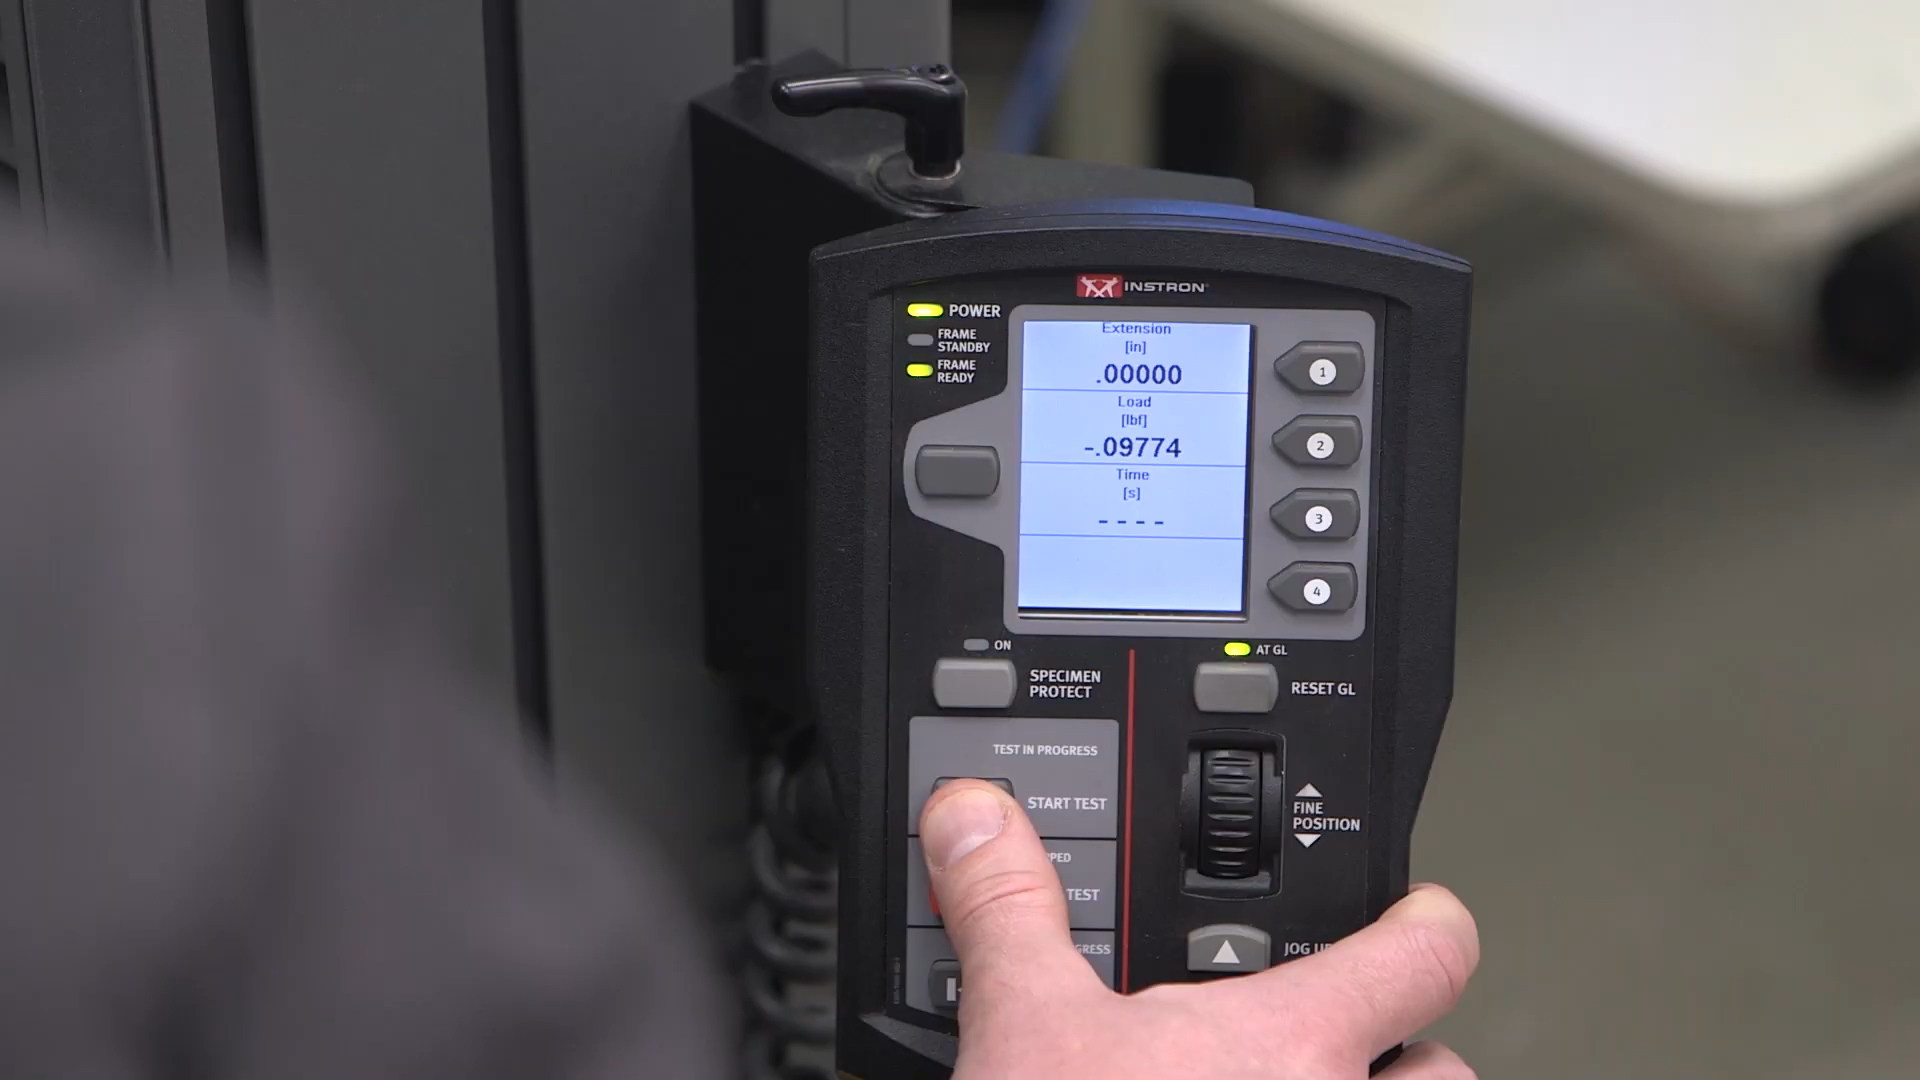 INSTRON
POWER
FRAME
STANDBY
FRAME
READY
Extension
[in]
.00000
Load
[lbf]
-.09774
Time
[s]
----
1
2
3
4
ON
SPECIMEN
PROTECT
AT GL
RESET GL
TEST IN PROGRESS
START TEST
TEST
FINE
POSITION
JOG